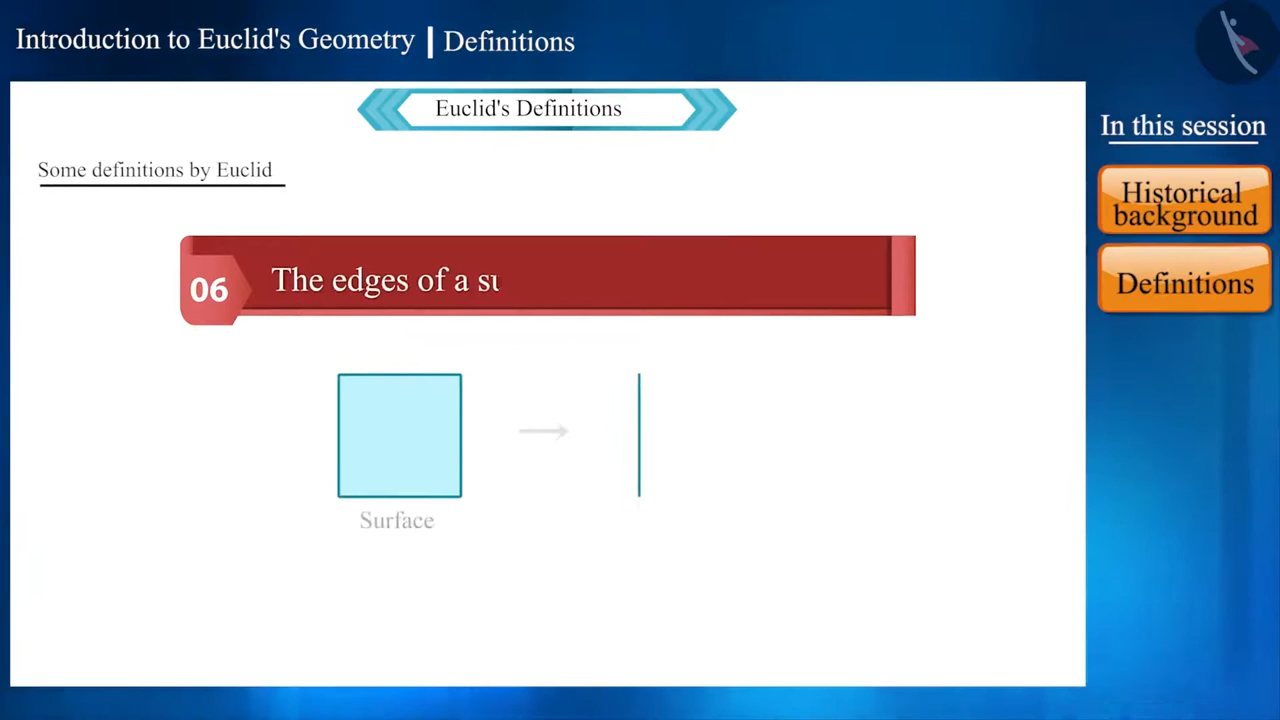 Introduction to Euclid's Geometry | Definitions
Euclid's Definitions
In this session
Some definitions by Euclid
Historical
background
Definitions
06 The edges of a su
Surface